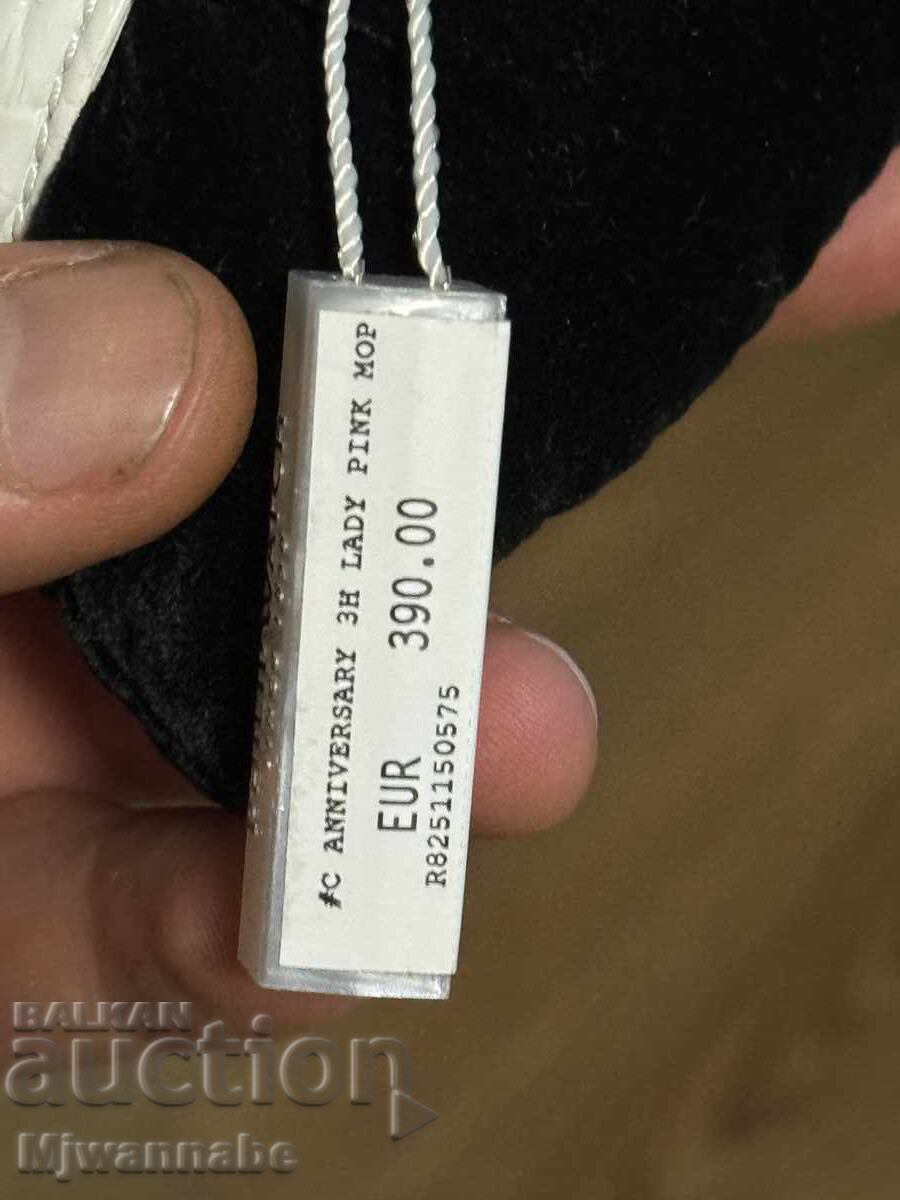 #C ANNIVERSARY 3H LADY PINK MOP
EUR 390.00
R8251150575
BALKAN
auction
Mjwannabe